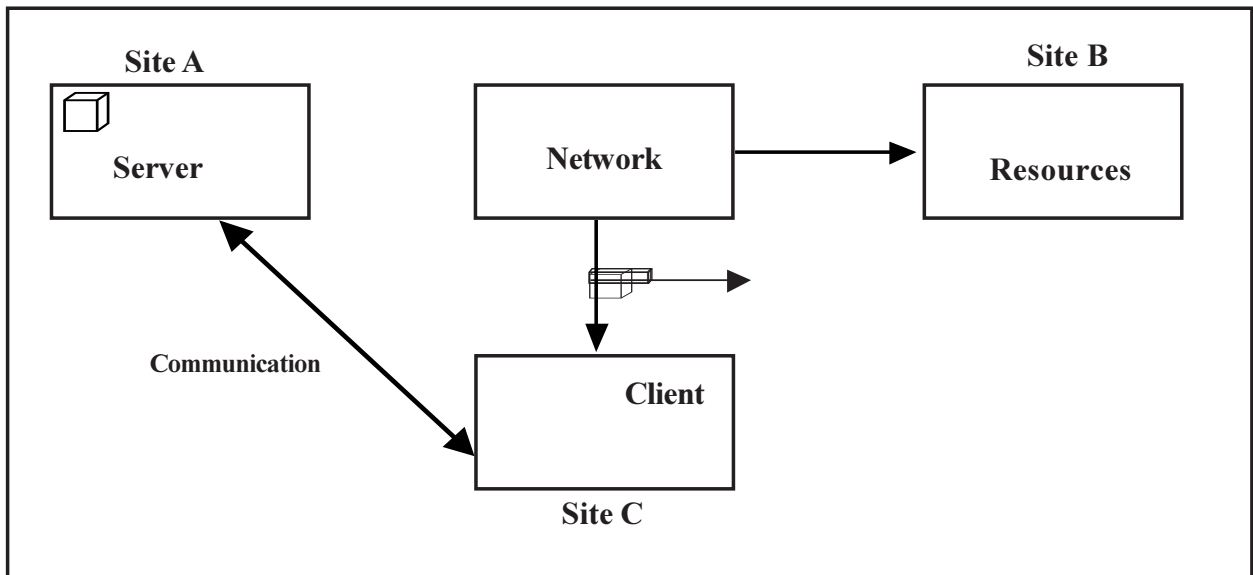 Site A
Site B
Server
Network
Resources
Communication
Client
Site C